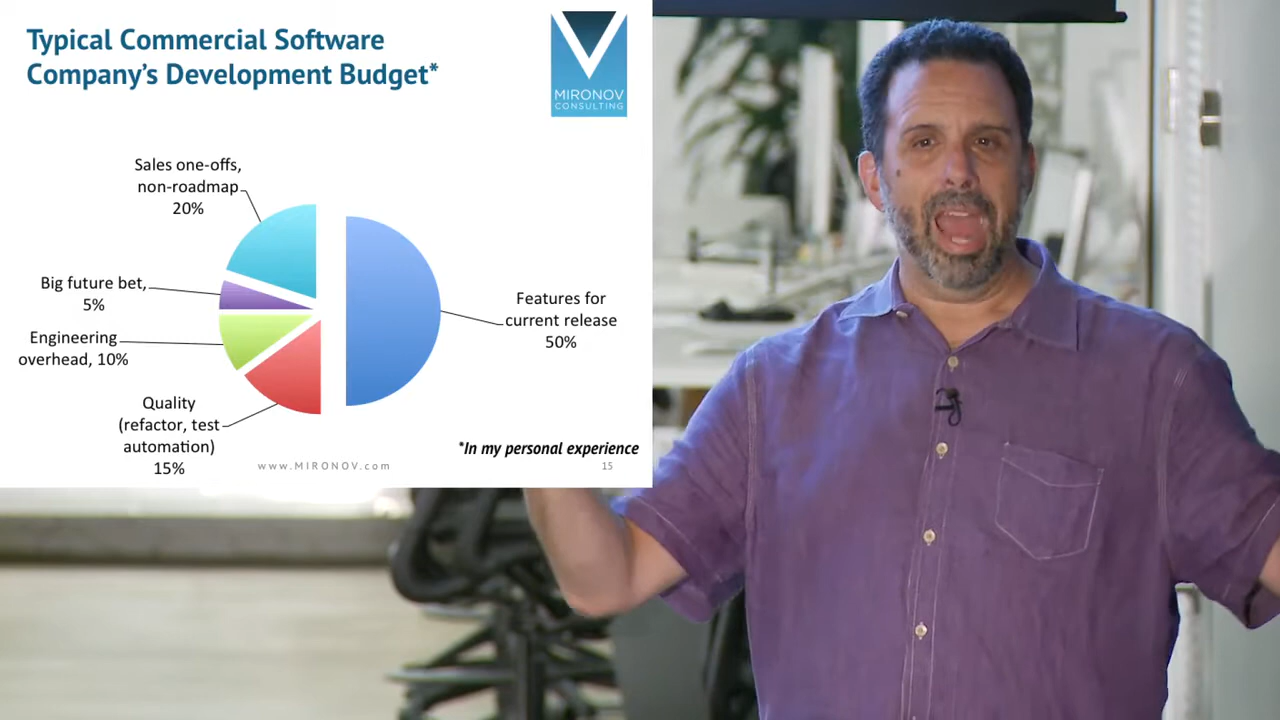 Typical Commercial Software
Company's Development Budget*
MIRONOV
CONSULTING
Sales one-offs,
non-roadmap
20%
Big future bet,
5%
Engineering
overhead, 10%
Quality
(refactor, test
automation)
15%
Features for
current release
50%
*In my personal experience
www.MIRONOV.com
15